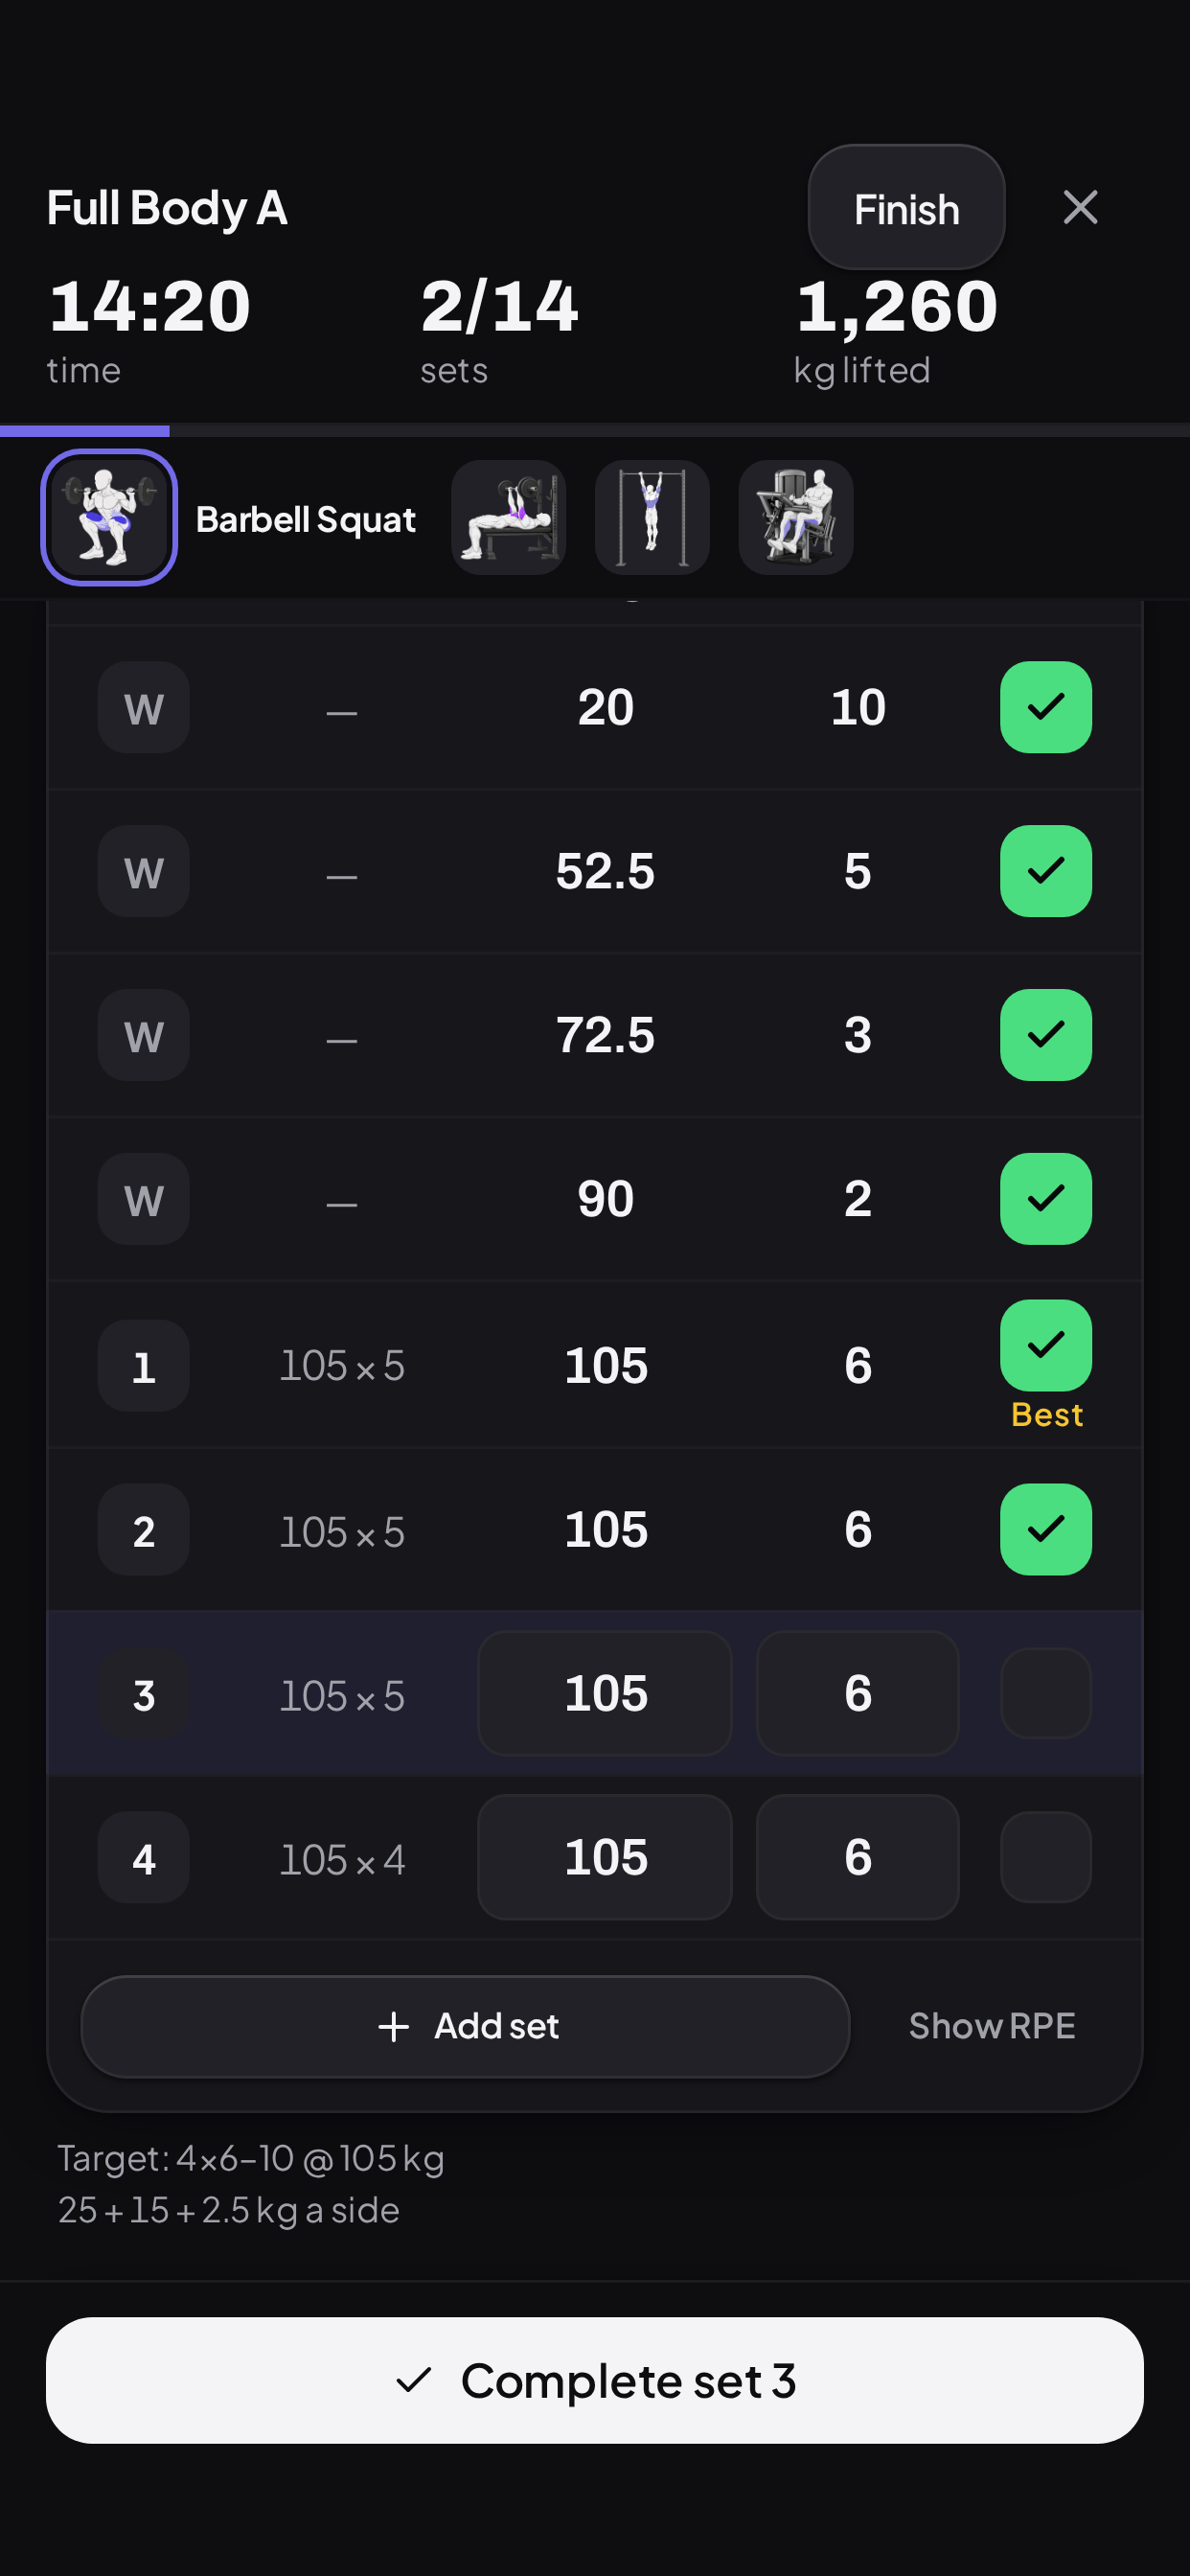 Full Body A
Finish
14:20 2/14 1,260
time sets kg lifted
Barbell Squat
W — 20 10
W — 52.5 5
W — 72.5 3
W — 90 2
1 105 × 5 105 6
Best
2 105 × 5 105 6
3 105 × 5 105 6
4 105 × 4 105 6
+ Add set Show RPE
Target: 4×6–10 @ 105 kg
25 + 15 + 2.5 kg a side
Complete set 3